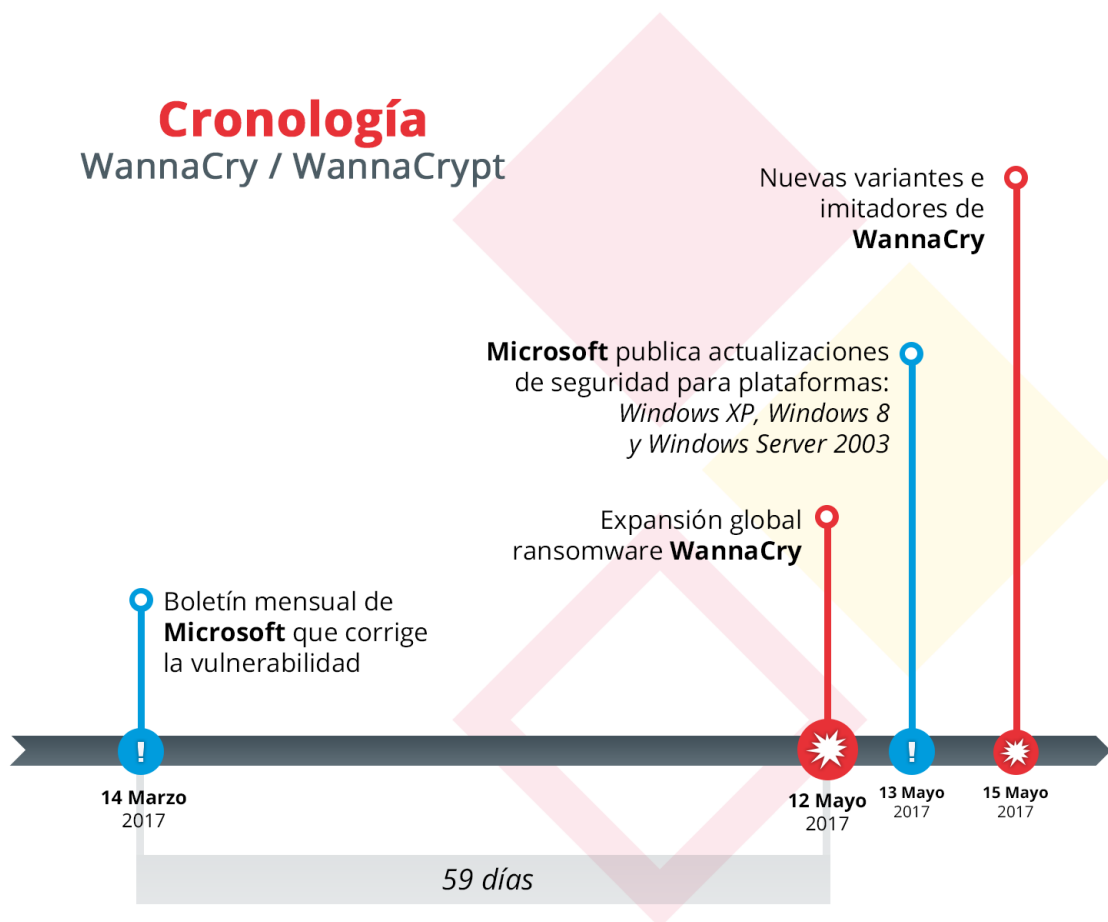 Cronología
WannaCry / WannaCrypt
Nuevas variantes e
imitadores de
WannaCry
Microsoft publica actualizaciones
de seguridad para plataformas:
Windows XP, Windows 8
y Windows Server 2003
Expansión global
ransomware WannaCry
Boletín mensual de
Microsoft que corrige
la vulnerabilidad
!
!
14 Marzo
2017
12 Mayo
2017
13 Mayo
2017
15 Mayo
2017
59 días